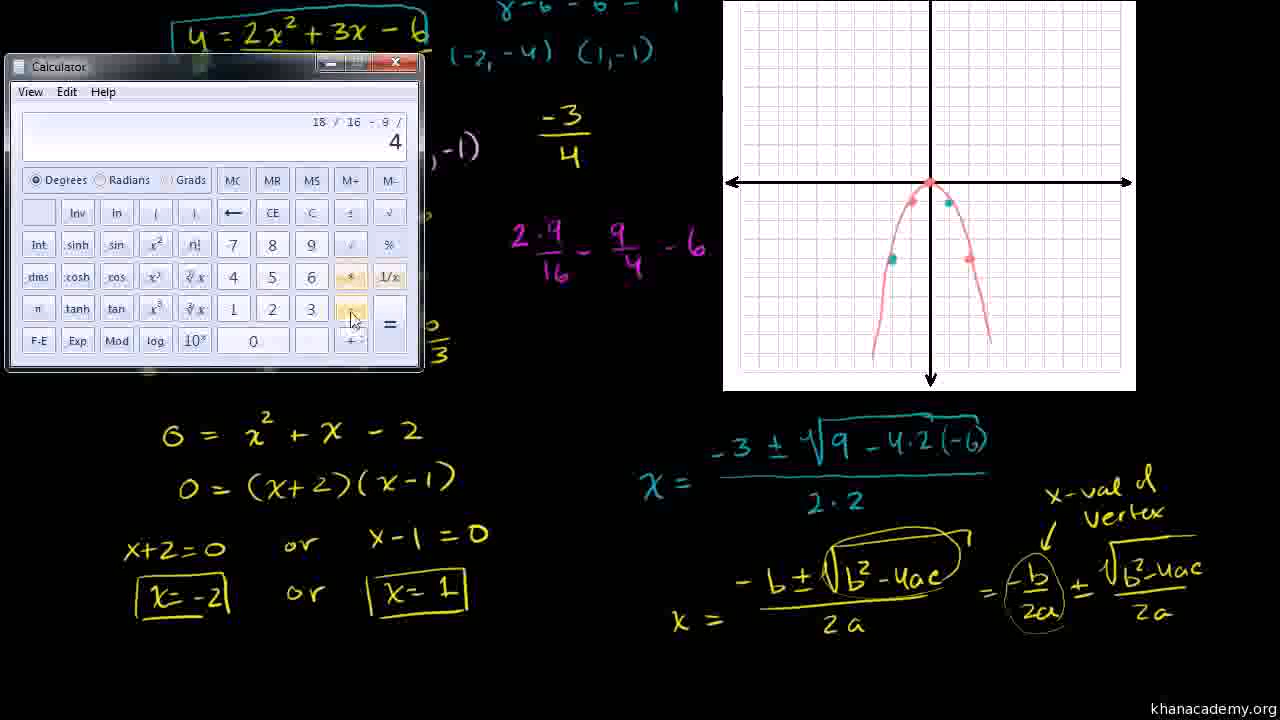 y = 2x² + 3x - 6
(-2, -4) (1, -1)
Calculator
View Edit Help
18 / 16 - 9 /
4
, -1)
-3
4
Degrees Radians Grads MC MR MS M+ M-
Inv ln ( ) ← CE C ± √
Int sinh sin x² n! 7 8 9 / %
dms cosh cos 4 5 6 * 1/x
π tanh tan x³ ³√x 1 2 3 - =
F-E Exp Mod log 10ˣ 0 . +
2 · 9/16 - 9/4 - 6
3
0 = x² + x - 2
0 = (x+2)(x-1)
x+2=0 or x-1=0
x=-2 or x=1
x = (-3 ± √(9 - 4·2(-6))) / (2·2)
x-val of
vertex
x = (-b ± √(b²-4ac)) / 2a = -b/2a ± √(b²-4ac)/2a
khanacademy.org